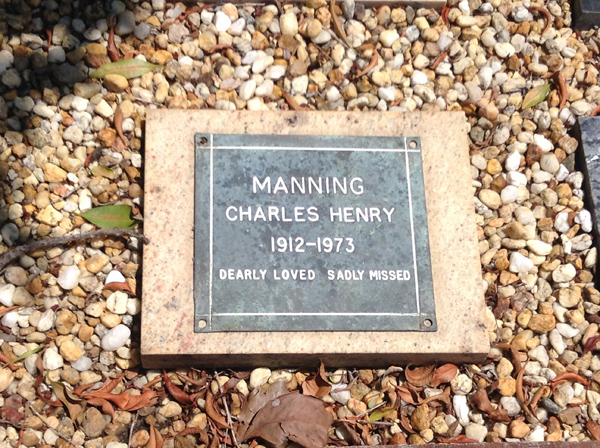 MANNING
CHARLES HENRY
1912-1973
DEARLY LOVED SADLY MISSED